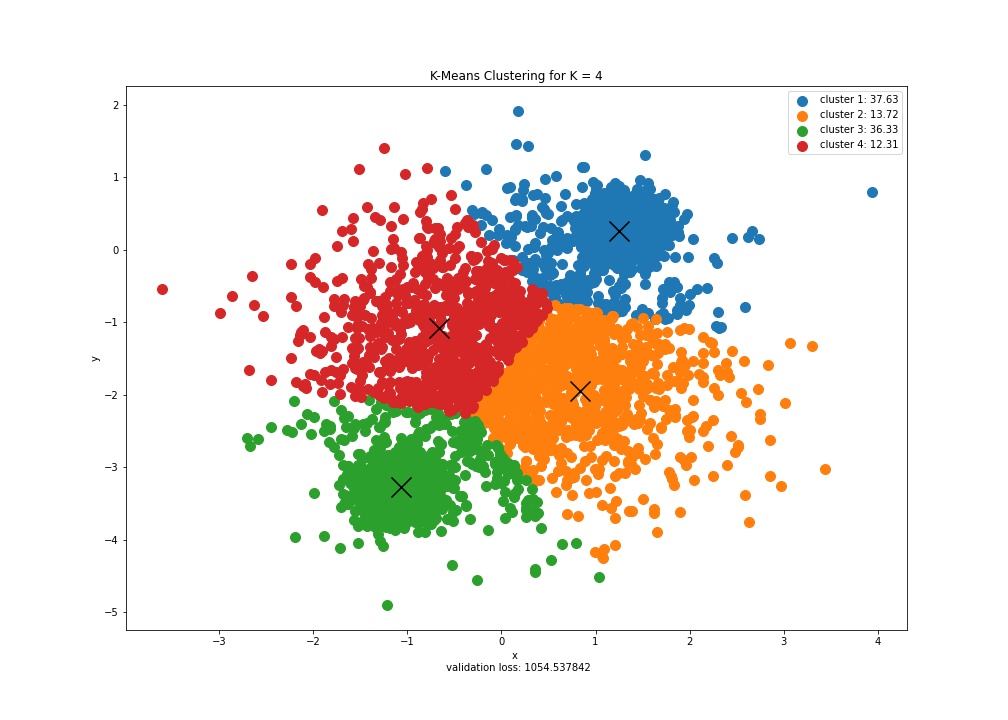 K-Means Clustering for K = 4
cluster 1: 37.63
cluster 2: 13.72
cluster 3: 36.33
cluster 4: 12.31
2
1
0
−1
−2
−3
−4
−5
y
−3 −2 −1 0 1 2 3 4
x
validation loss: 1054.537842